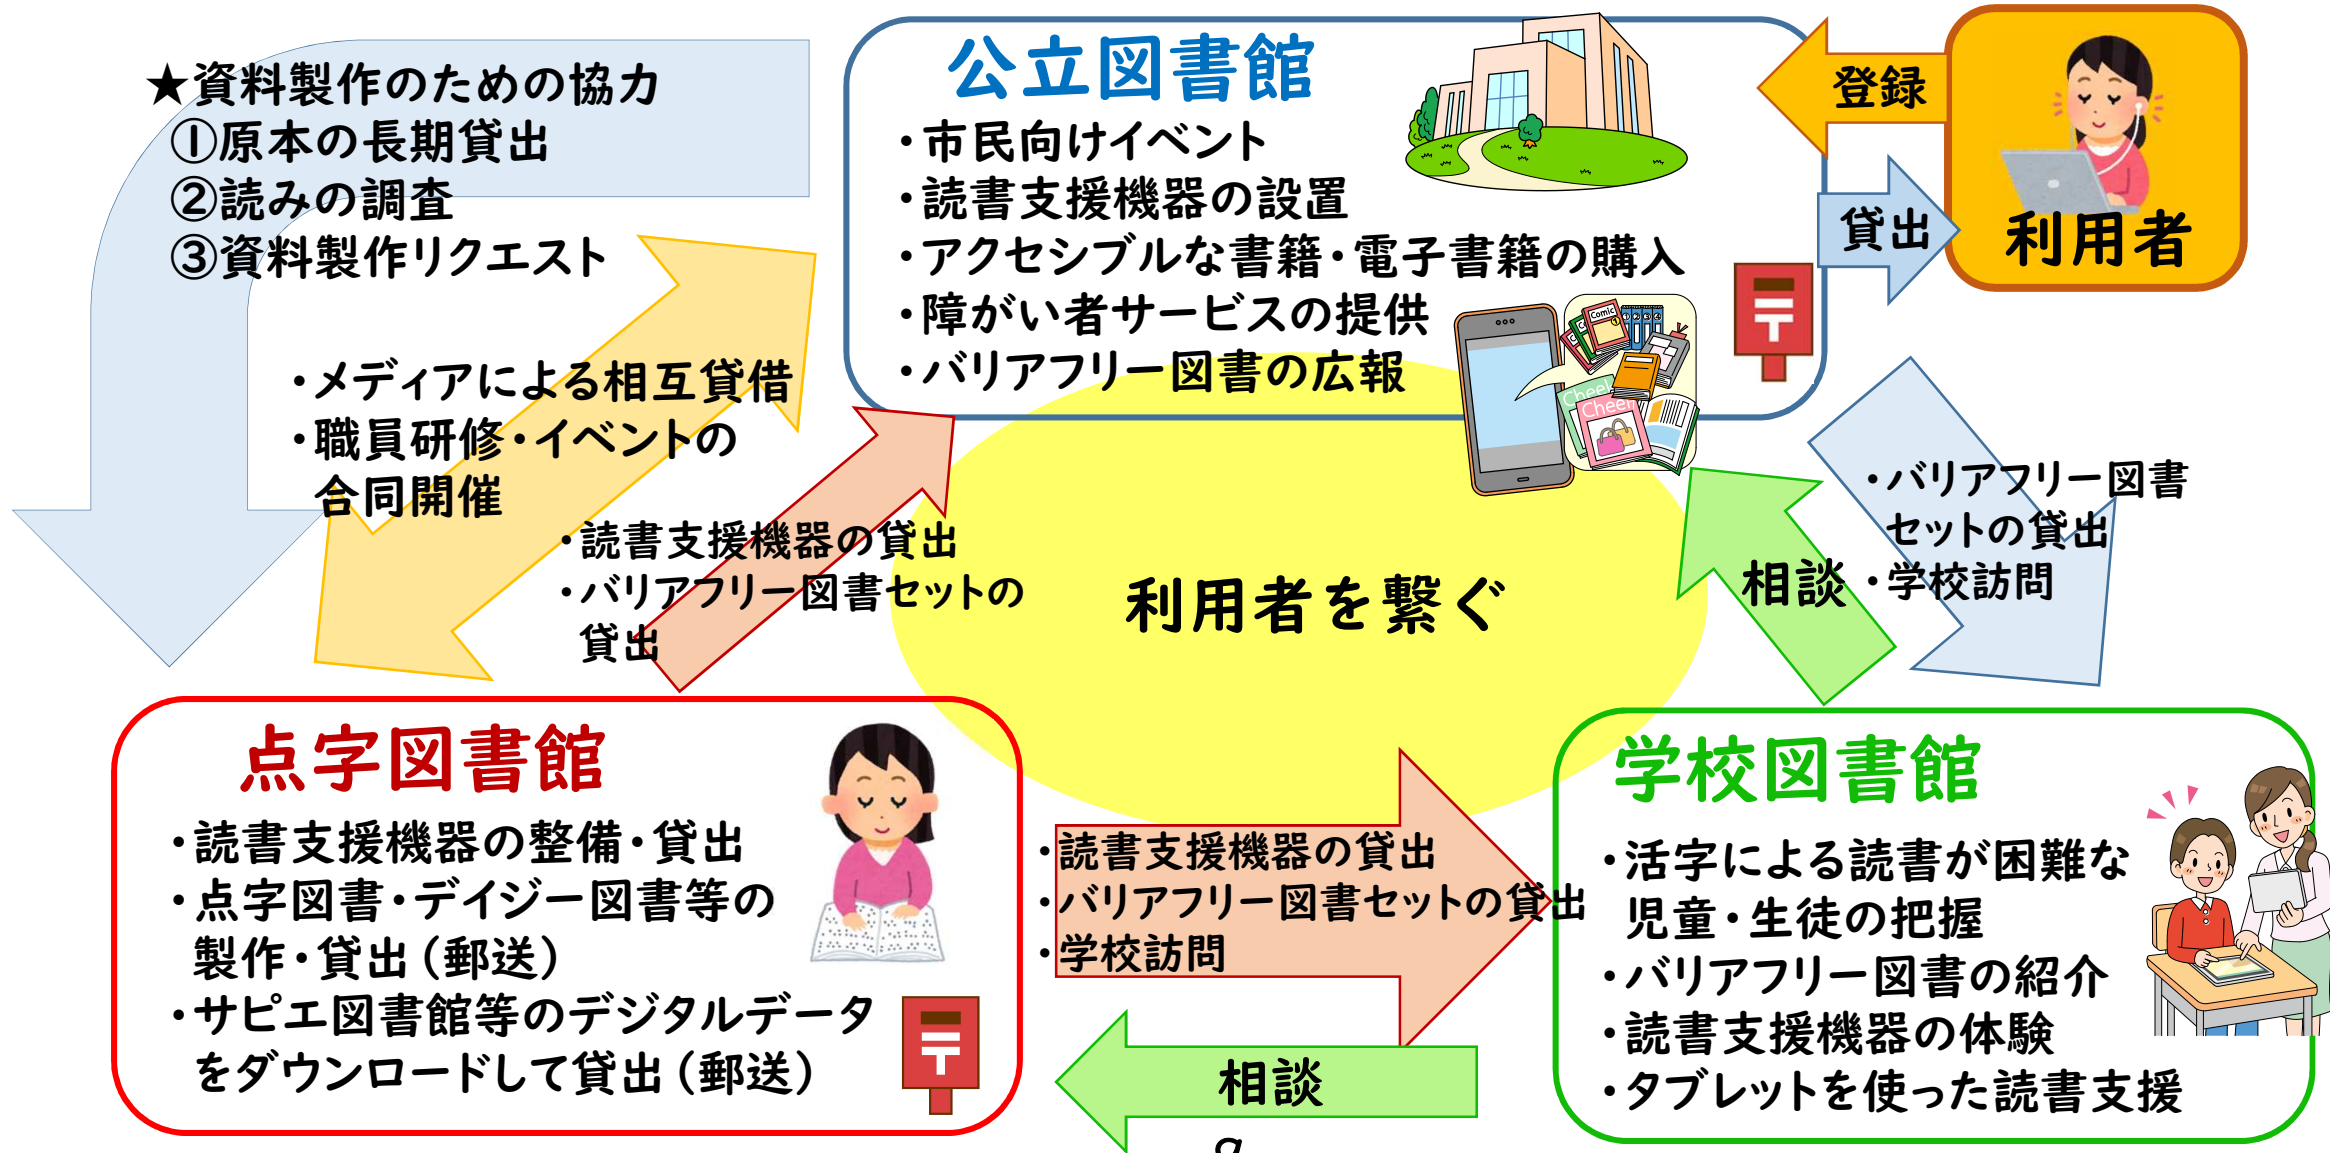 ★資料製作のための協力
①原本の長期貸出
②読みの調査
③資料製作リクエスト
公立図書館
・市民向けイベント
・読書支援機器の設置
・アクセシブルな書籍・電子書籍の購入
・障がい者サービスの提供
・バリアフリー図書の広報
登録
貸出
利用者
Comic
Cheer
Cheer
・メディアによる相互貸借
・職員研修・イベントの
合同開催
・読書支援機器の貸出
・バリアフリー図書セットの
貸出
利用者を繋ぐ
相談
・バリアフリー図書
セットの貸出
・学校訪問
点字図書館
・読書支援機器の整備・貸出
・点字図書・デイジー図書等の
製作・貸出（郵送）
・サピエ図書館等のデジタルデータ
をダウンロードして貸出（郵送）
・読書支援機器の貸出
・バリアフリー図書セットの貸出
・学校訪問
相談
学校図書館
・活字による読書が困難な
児童・生徒の把握
・バリアフリー図書の紹介
・読書支援機器の体験
・タブレットを使った読書支援